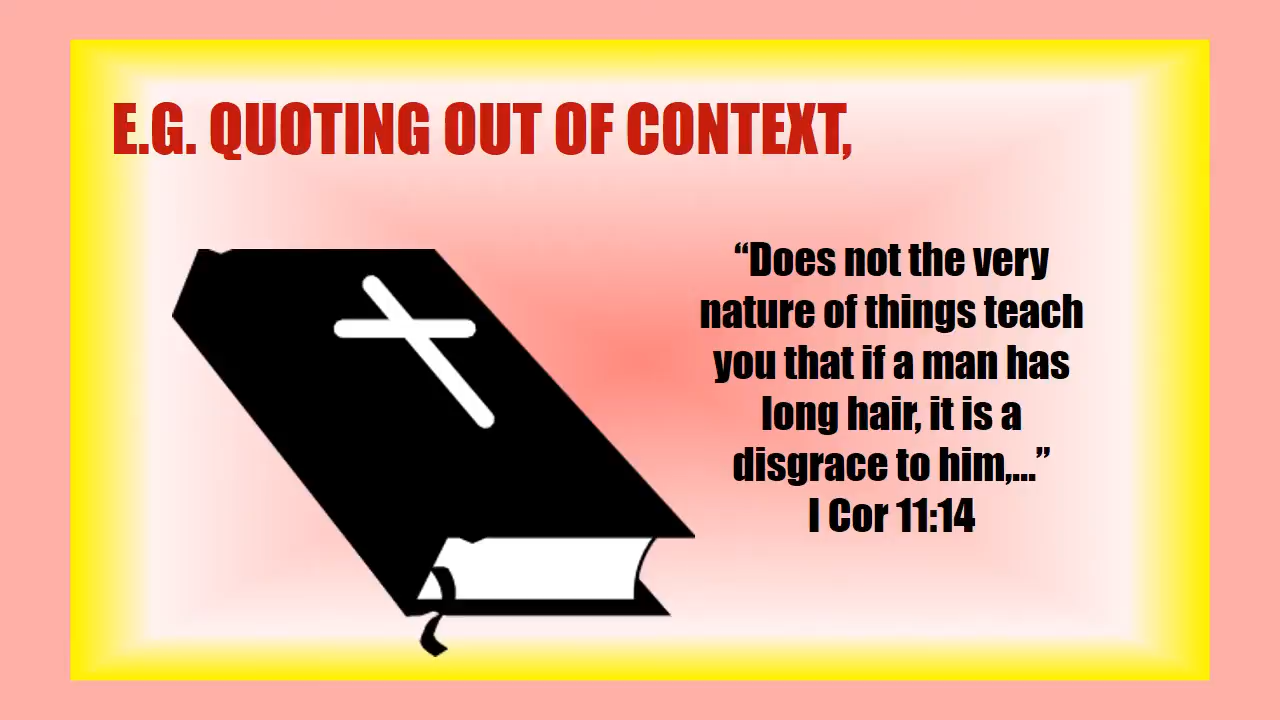 E.G. QUOTING OUT OF CONTEXT,
“Does not the very
nature of things teach
you that if a man has
long hair, it is a
disgrace to him,...”
I Cor 11:14